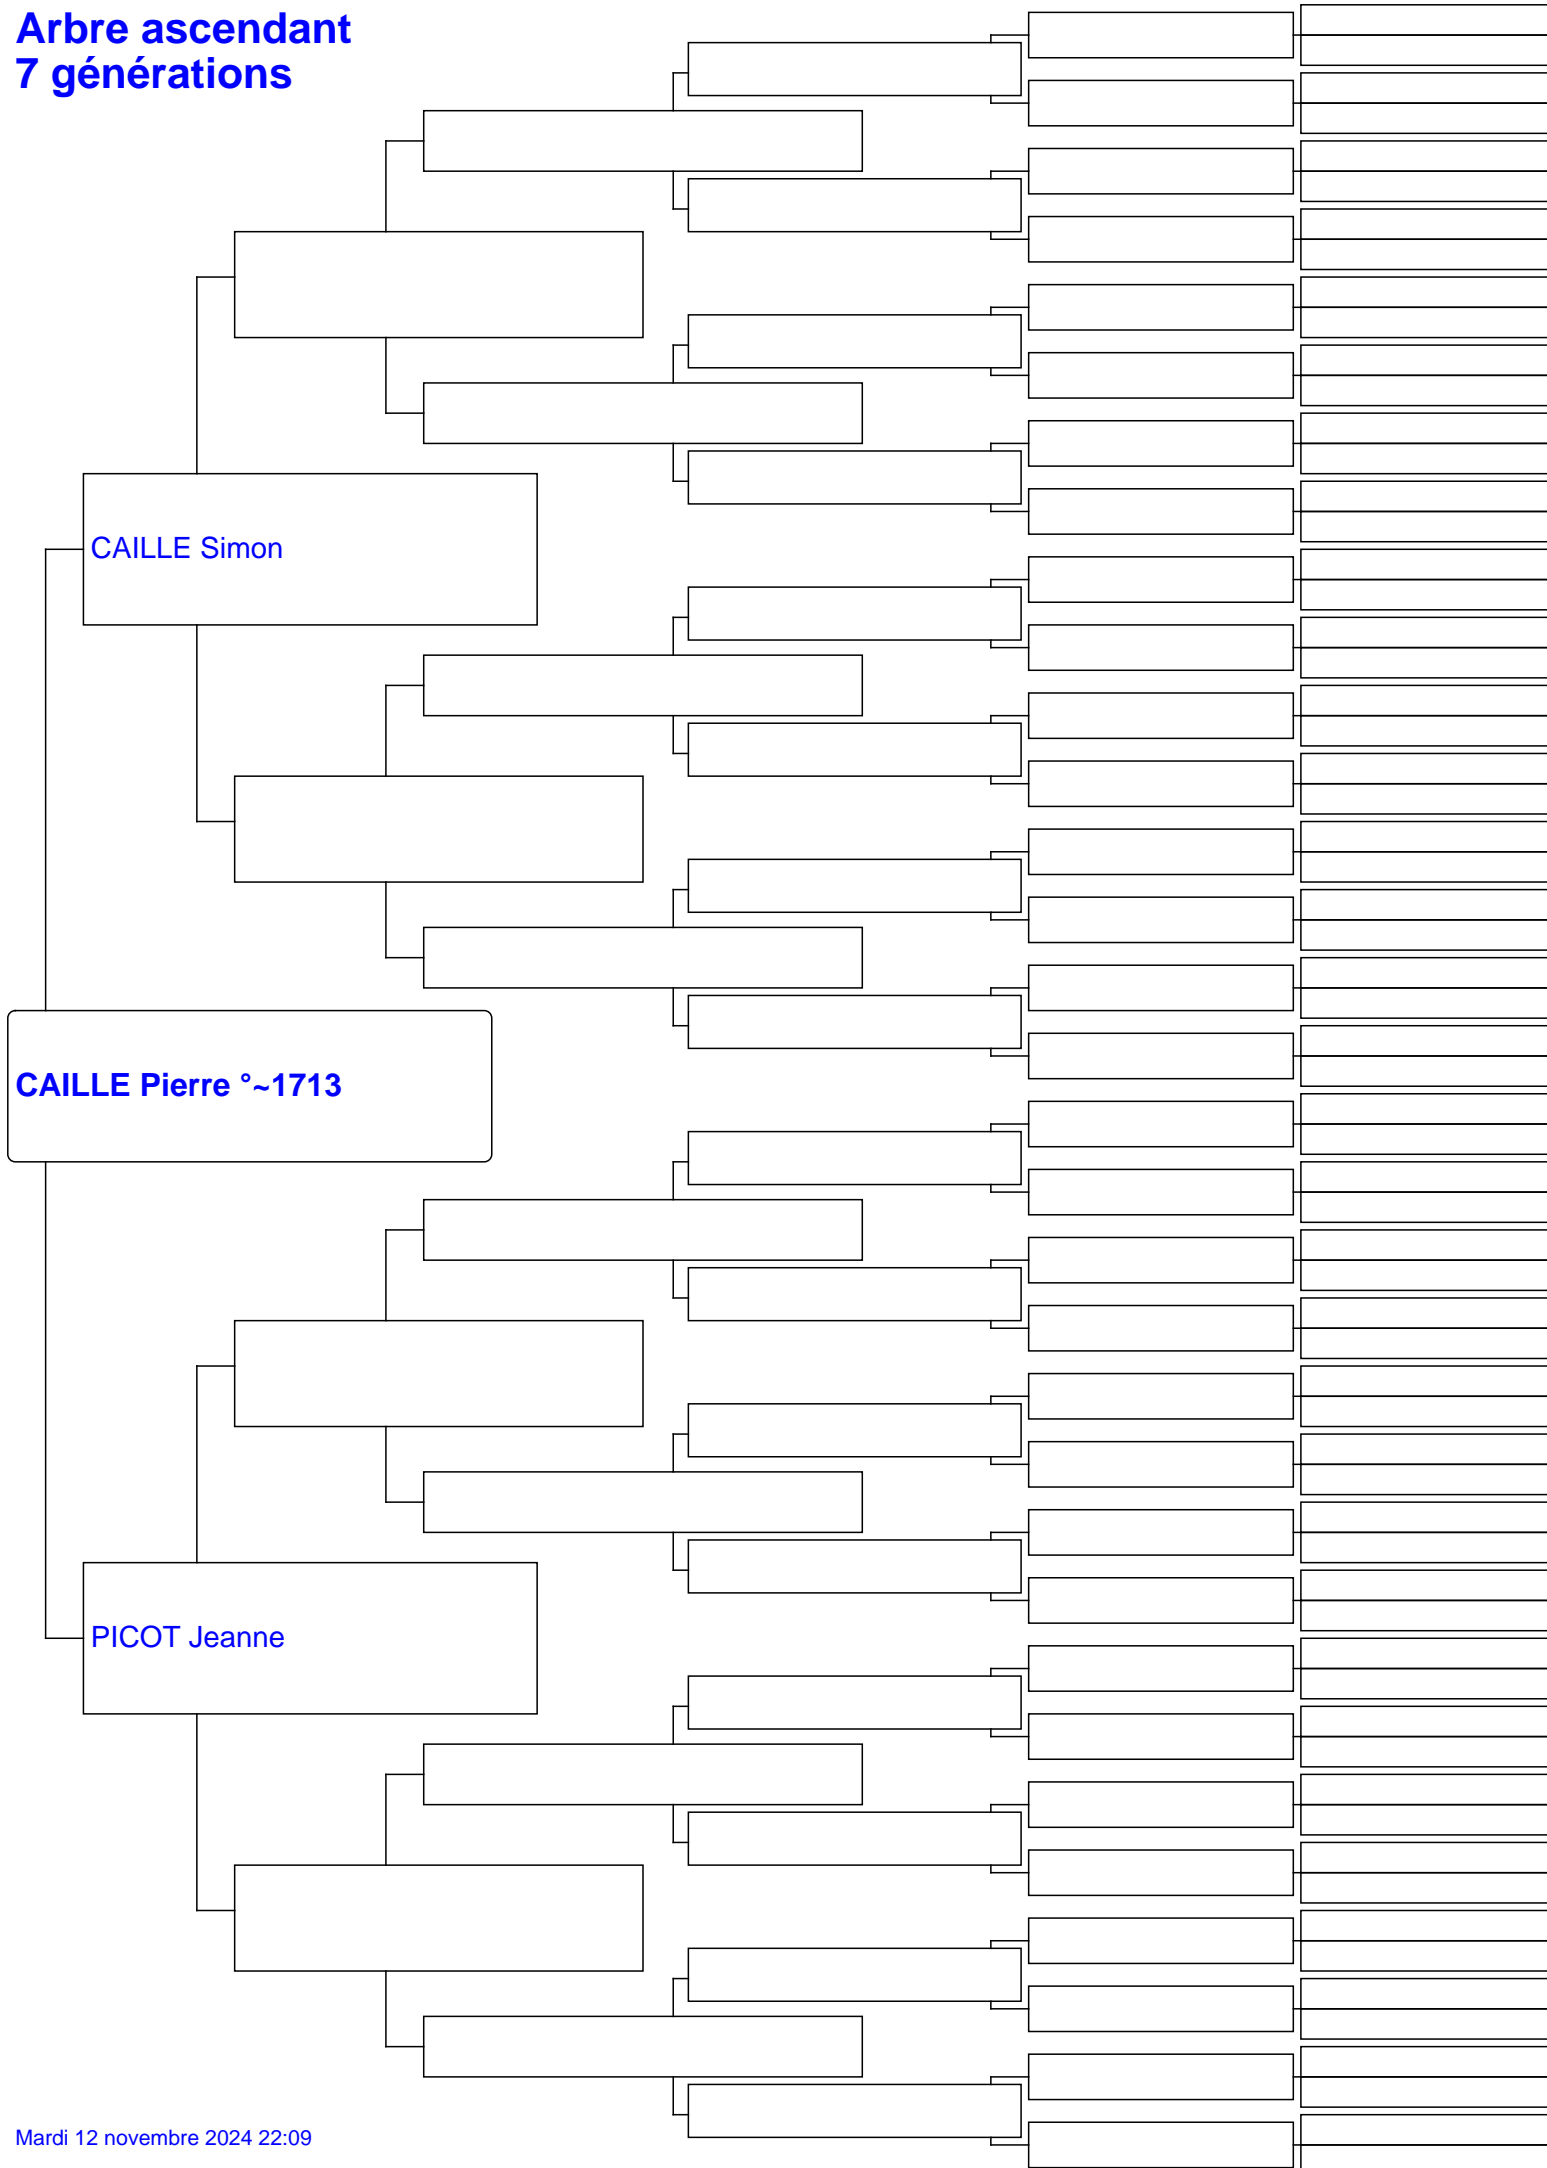 Arbre ascendant
7 générations
CAILLE Simon
CAILLE Pierre °~1713
PICOT Jeanne
Mardi 12 novembre 2024 22:09